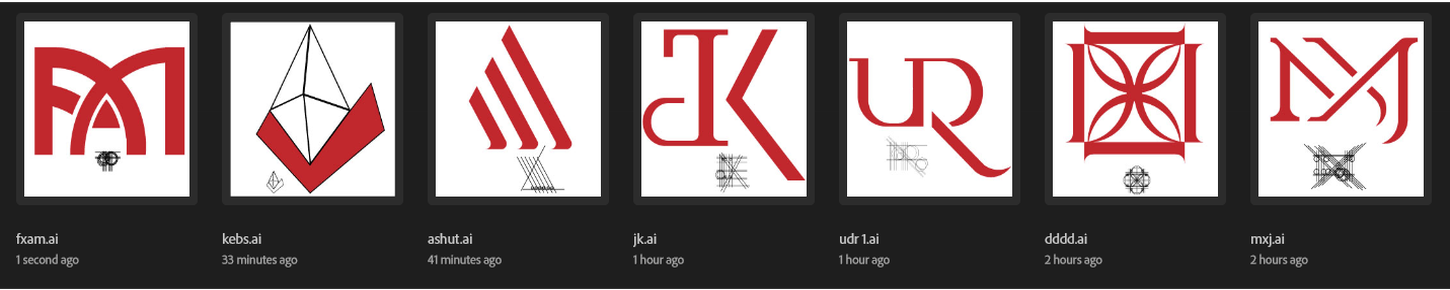 fxam.ai
1 second ago
kebs.ai
33 minutes ago
ashut.ai
41 minutes ago
jk.ai
1 hour ago
udr 1.ai
1 hour ago
dddd.ai
2 hours ago
mxj.ai
2 hours ago